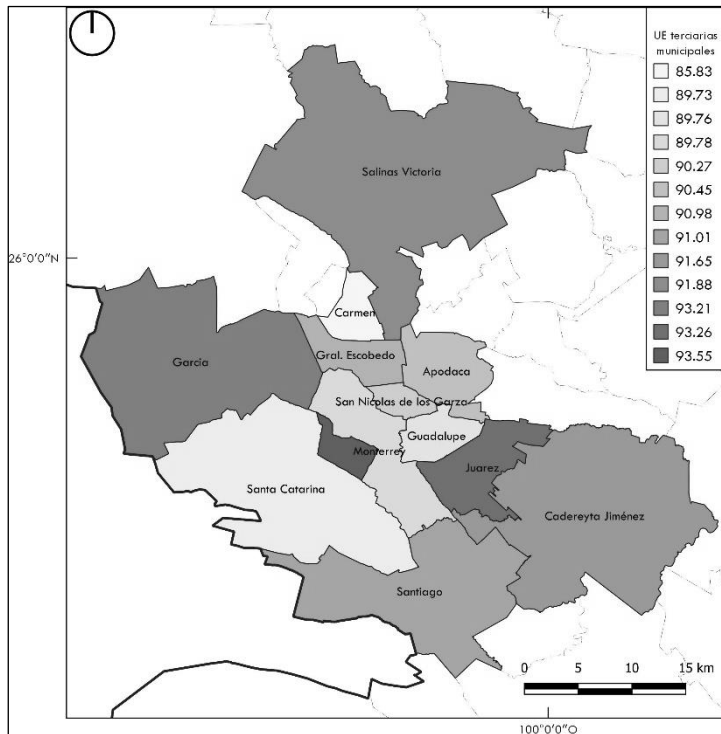 UE terciarias
municipales
85.83
89.73
89.76
89.78
90.27
90.45
90.98
91.01
91.65
91.88
93.21
93.26
93.55
Salinas Victoria
26°0'0"N
Carmen
García
Gral. Escobedo
Apodaca
San Nicolas de los Garza
Guadalupe
Monterrey
Juarez
Santa Catarina
Cadereyta Jiménez
Santiago
0 5 10 15 km
100°0'0"O